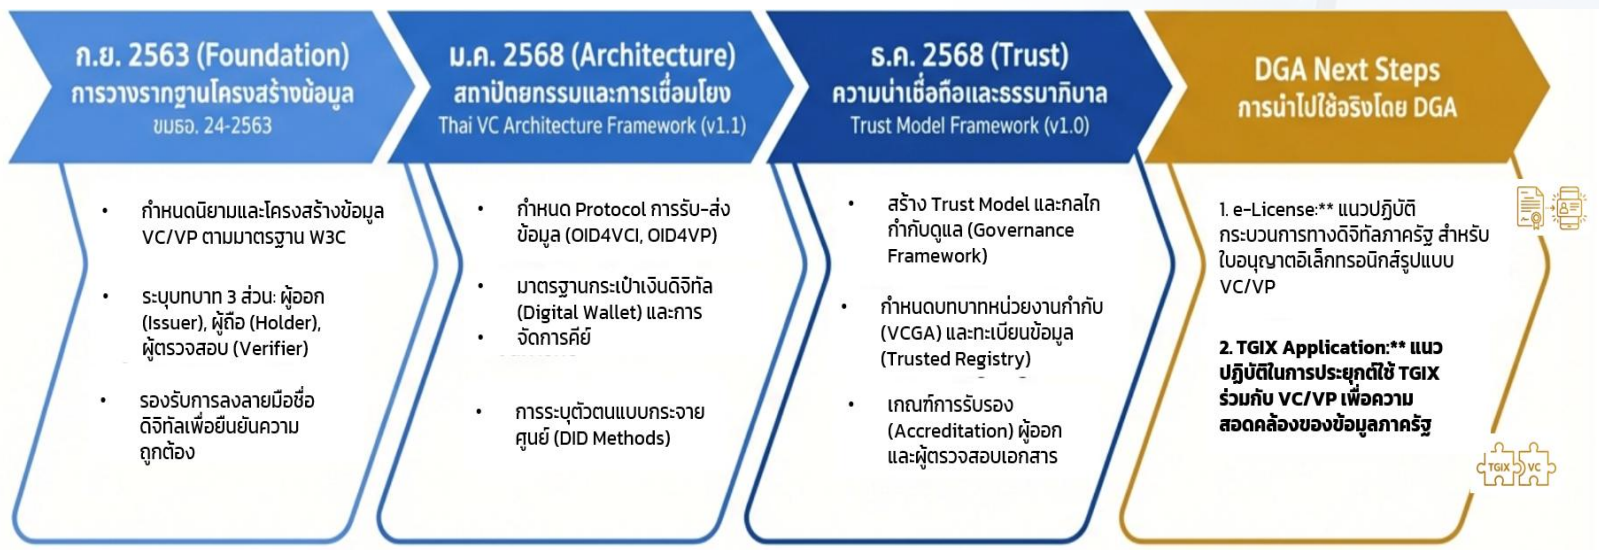 ก.ย. 2563 (Foundation)
การวางรากฐานโครงสร้างข้อมูล
ขมธอ. 24-2563
• กำหนดนิยามและโครงสร้างข้อมูล
VC/VP ตามมาตรฐาน W3C
• ระบุบทบาท 3 ส่วน: ผู้ออก
(Issuer), ผู้ถือ (Holder),
ผู้ตรวจสอบ (Verifier)
• รองรับการลงลายมือชื่อ
ดิจิทัลเพื่อยืนยันความ
ถูกต้อง
ม.ค. 2568 (Architecture)
สถาปัตยกรรมและการเชื่อมโยง
Thai VC Architecture Framework (v1.1)
• กำหนด Protocol การรับ-ส่ง
ข้อมูล (OID4VCI, OID4VP)
• มาตรฐานกระเป๋าเงินดิจิทัล
(Digital Wallet) และการ
• จัดการคีย์
• การระบุตัวตนแบบกระจาย
ศูนย์ (DID Methods)
ธ.ค. 2568 (Trust)
ความน่าเชื่อถือและธรรมาภิบาล
Trust Model Framework (v1.0)
• สร้าง Trust Model และกลไก
กำกับดูแล (Governance
Framework)
• กำหนดบทบาทหน่วยงานกำกับ
(VCGA) และทะเบียนข้อมูล
(Trusted Registry)
• เกณฑ์การรับรอง
(Accreditation) ผู้ออก
และผู้ตรวจสอบเอกสาร
DGA Next Steps
การนำไปใช้จริงโดย DGA
1. e-License:** แนวปฏิบัติ
กระบวนการทางดิจิทัลภาครัฐ สำหรับ
ใบอนุญาตอิเล็กทรอนิกส์รูปแบบ
VC/VP
2. TGIX Application:** แนว
ปฏิบัติในการประยุกต์ใช้ TGIX
ร่วมกับ VC/VP เพื่อความ
สอดคล้องของข้อมูลภาครัฐ
TGIX VC